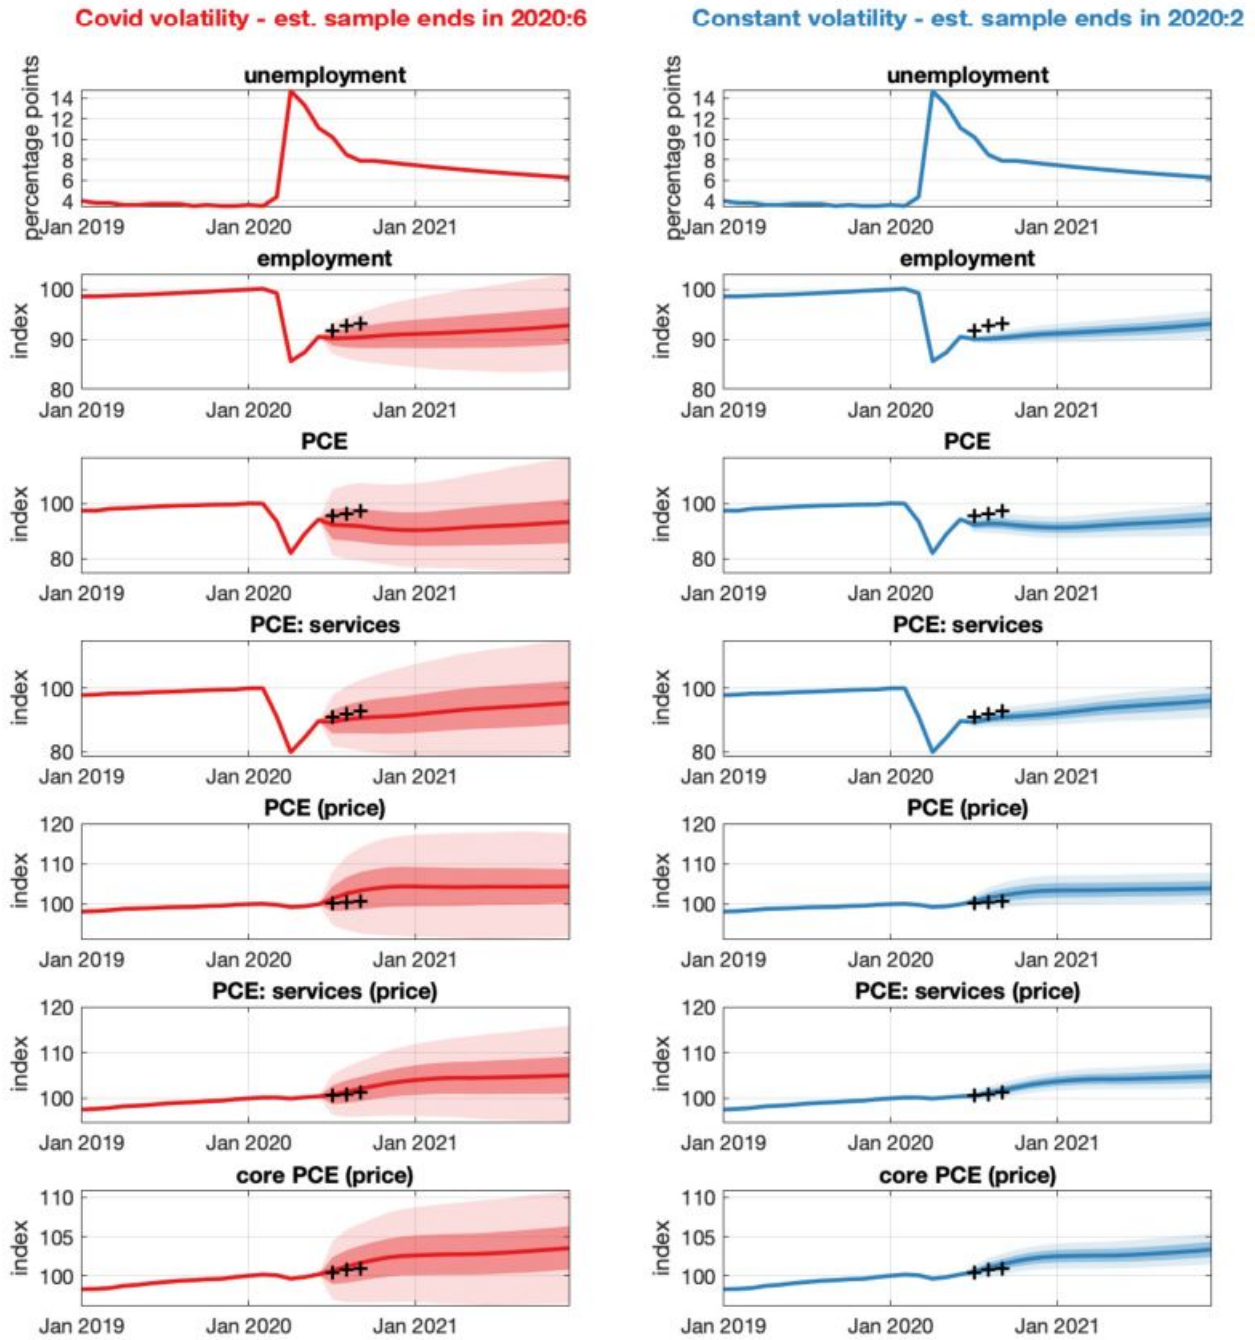 Covid volatility - est. sample ends in 2020:6
Constant volatility - est. sample ends in 2020:2
unemployment
percentage points
14
12
10
8
6
4
Jan 2019 Jan 2020 Jan 2021
unemployment
percentage points
14
12
10
8
6
4
Jan 2019 Jan 2020 Jan 2021
employment
index
100
90
80
Jan 2019 Jan 2020 Jan 2021
employment
index
100
90
80
Jan 2019 Jan 2020 Jan 2021
PCE
index
100
80
Jan 2019 Jan 2020 Jan 2021
PCE
index
100
80
Jan 2019 Jan 2020 Jan 2021
PCE: services
index
100
80
Jan 2019 Jan 2020 Jan 2021
PCE: services
index
100
80
Jan 2019 Jan 2020 Jan 2021
PCE (price)
index
120
110
100
Jan 2019 Jan 2020 Jan 2021
PCE (price)
index
120
110
100
Jan 2019 Jan 2020 Jan 2021
PCE: services (price)
index
120
110
100
Jan 2019 Jan 2020 Jan 2021
PCE: services (price)
index
120
110
100
Jan 2019 Jan 2020 Jan 2021
core PCE (price)
index
110
105
100
Jan 2019 Jan 2020 Jan 2021
core PCE (price)
index
110
105
100
Jan 2019 Jan 2020 Jan 2021